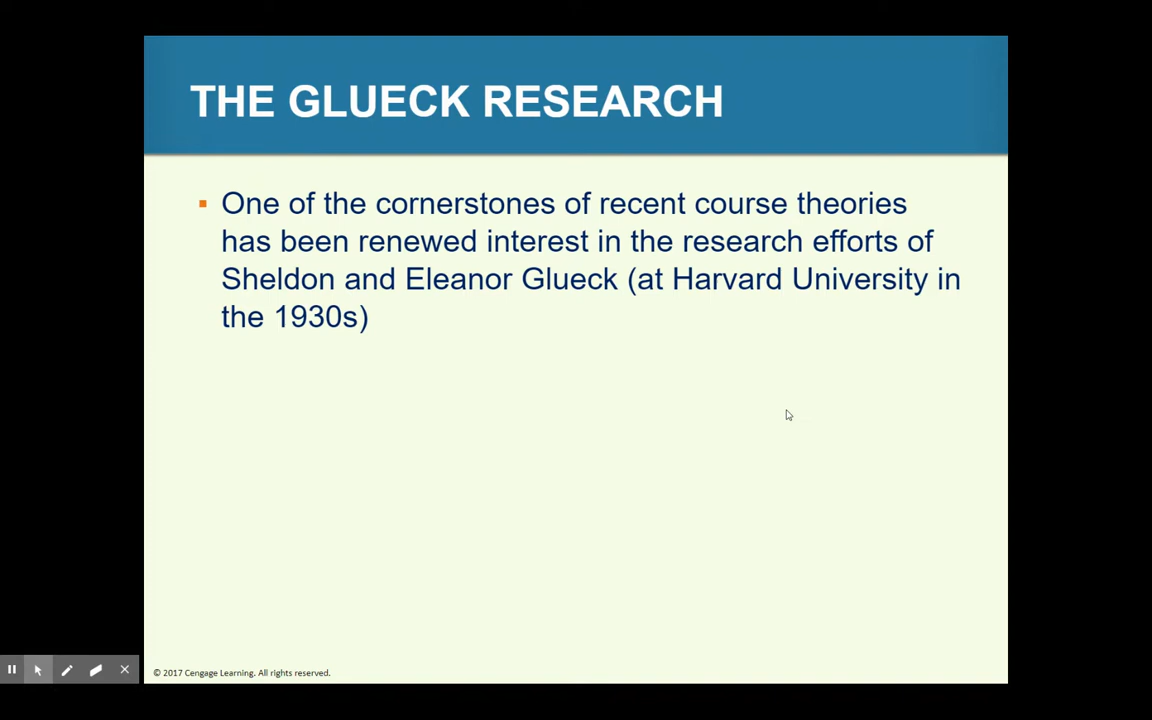 THE GLUECK RESEARCH
One of the cornerstones of recent course theories
has been renewed interest in the research efforts of
Sheldon and Eleanor Glueck (at Harvard University in
the 1930s)
© 2017 Cengage Learning. All rights reserved.